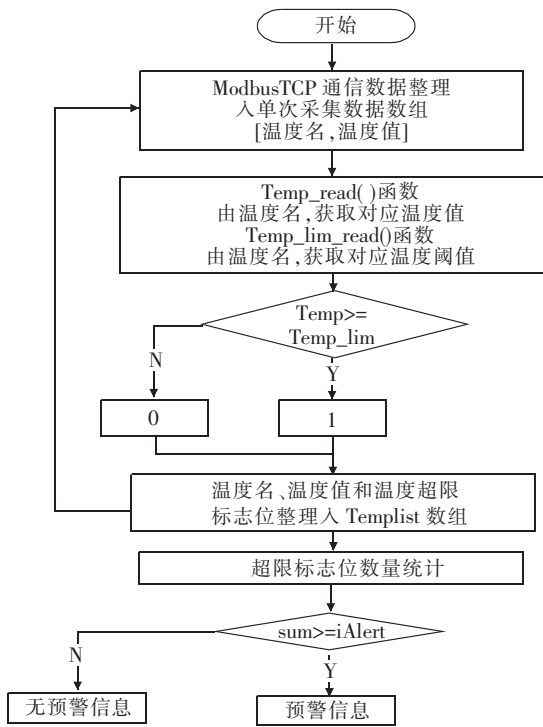 开始
ModbusTCP 通信数据整理
入单次采集数据数组
[温度名,温度值]
Temp_read( )函数
由温度名,获取对应温度值
Temp_lim_read()函数
由温度名,获取对应温度阈值
Temp>=
Temp_lim
N
Y
0
1
温度名、温度值和温度超限
标志位整理入 Templist 数组
超限标志位数量统计
sum>=iAlert
N
Y
无预警信息
预警信息